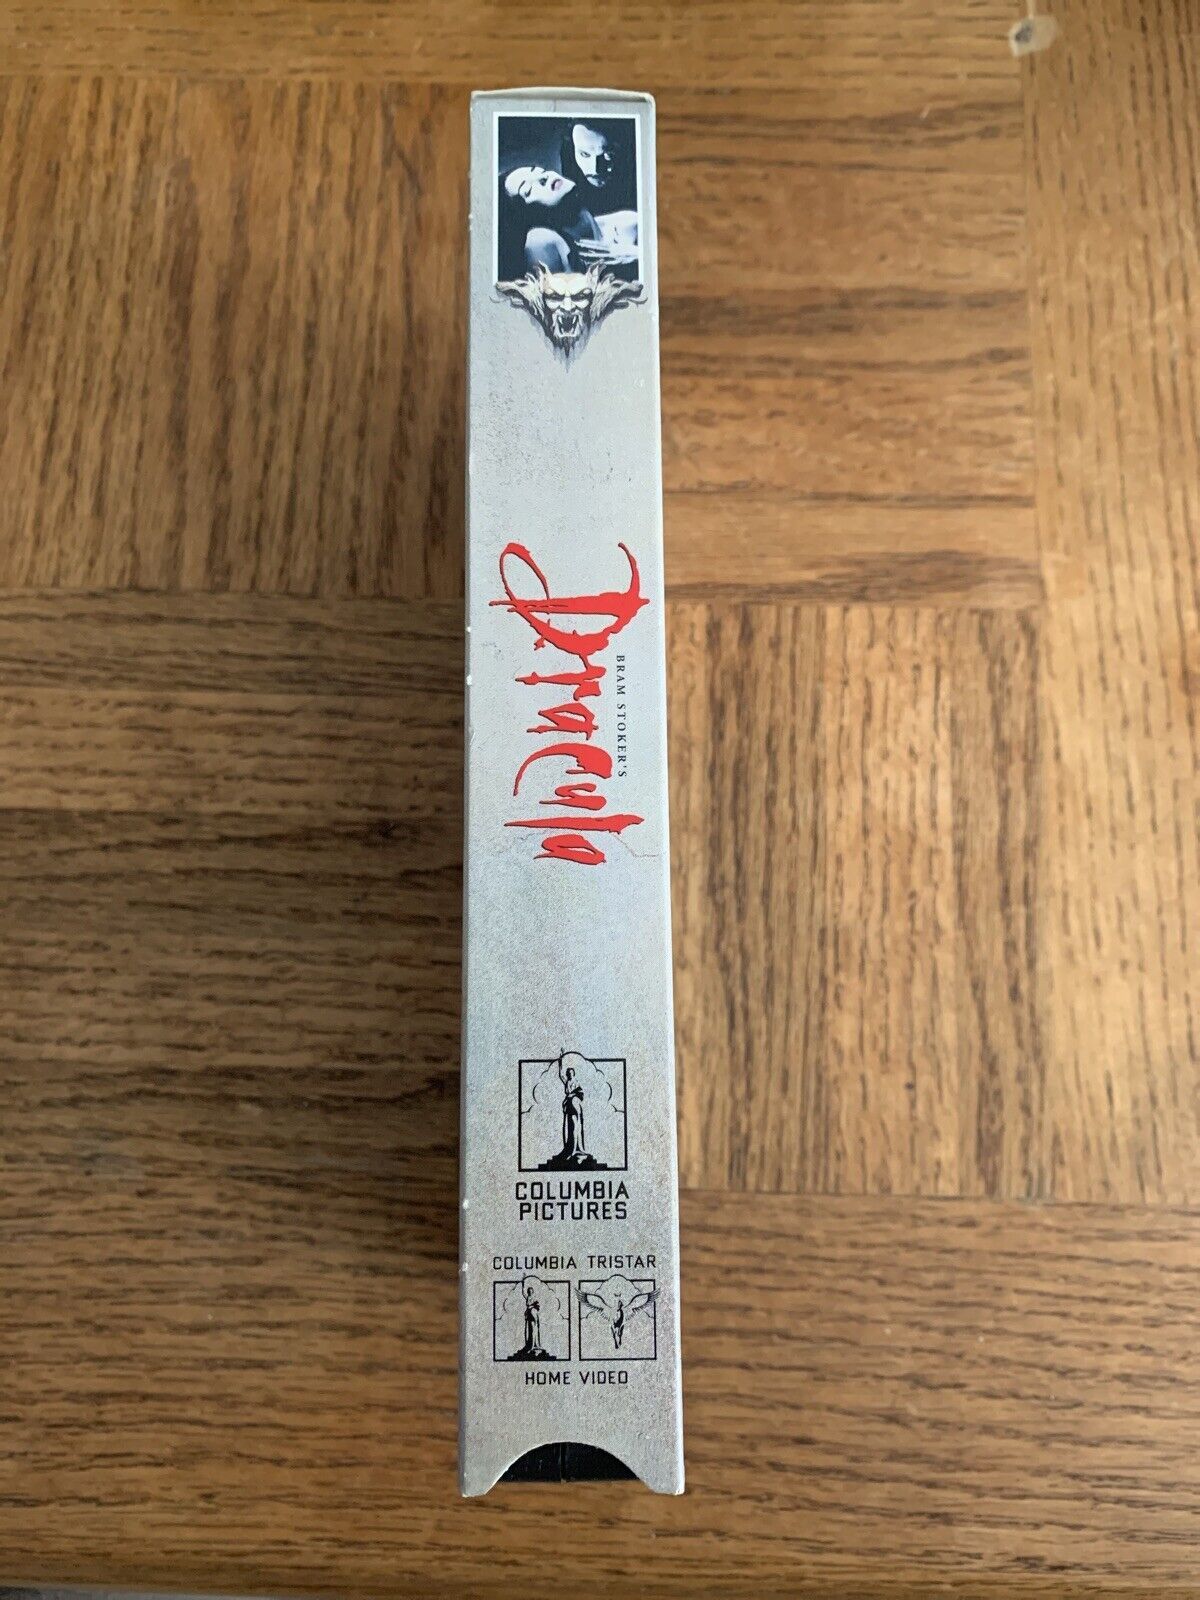 BRAM STOKER'S
Dracula
COLUMBIA
PICTURES
COLUMBIA TRISTAR
HOME VIDEO